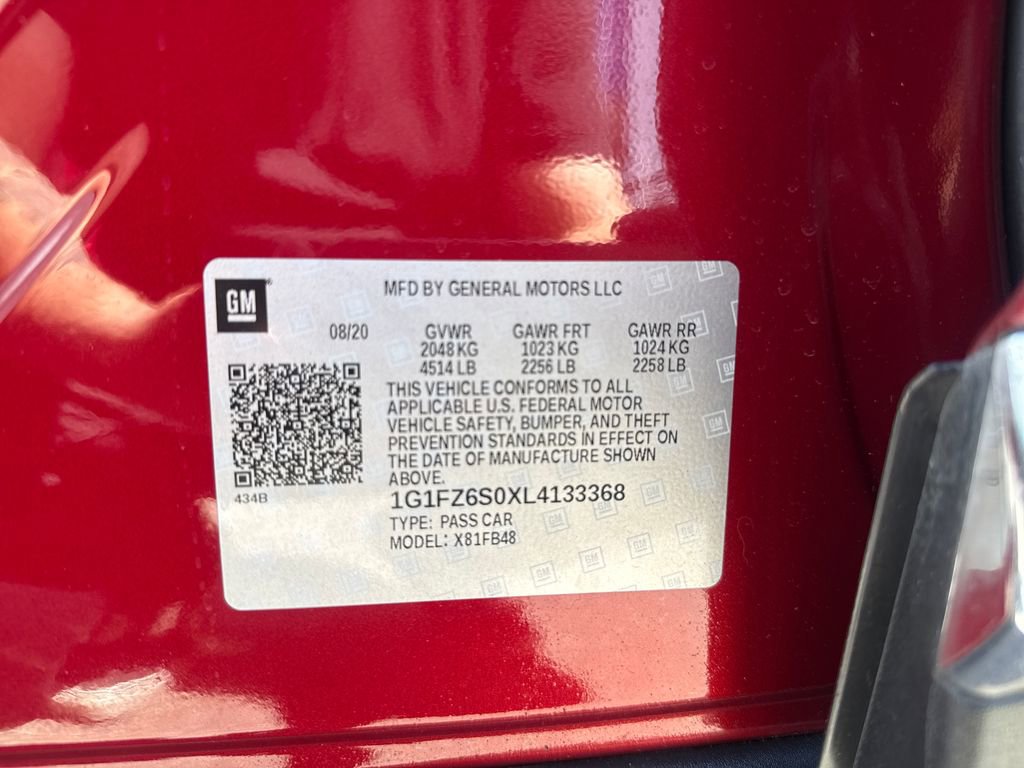 GM
MFD BY GENERAL MOTORS LLC
08/20 GVWR GAWR FRT GAWR RR
2048 KG 1023 KG 1024 KG
4514 LB 2256 LB 2258 LB
THIS VEHICLE CONFORMS TO ALL
APPLICABLE U.S. FEDERAL MOTOR
VEHICLE SAFETY, BUMPER, AND THEFT
PREVENTION STANDARDS IN EFFECT ON
THE DATE OF MANUFACTURE SHOWN
ABOVE.
434B
1G1FZ6S0XL4133368
TYPE: PASS CAR
MODEL: X81FB48